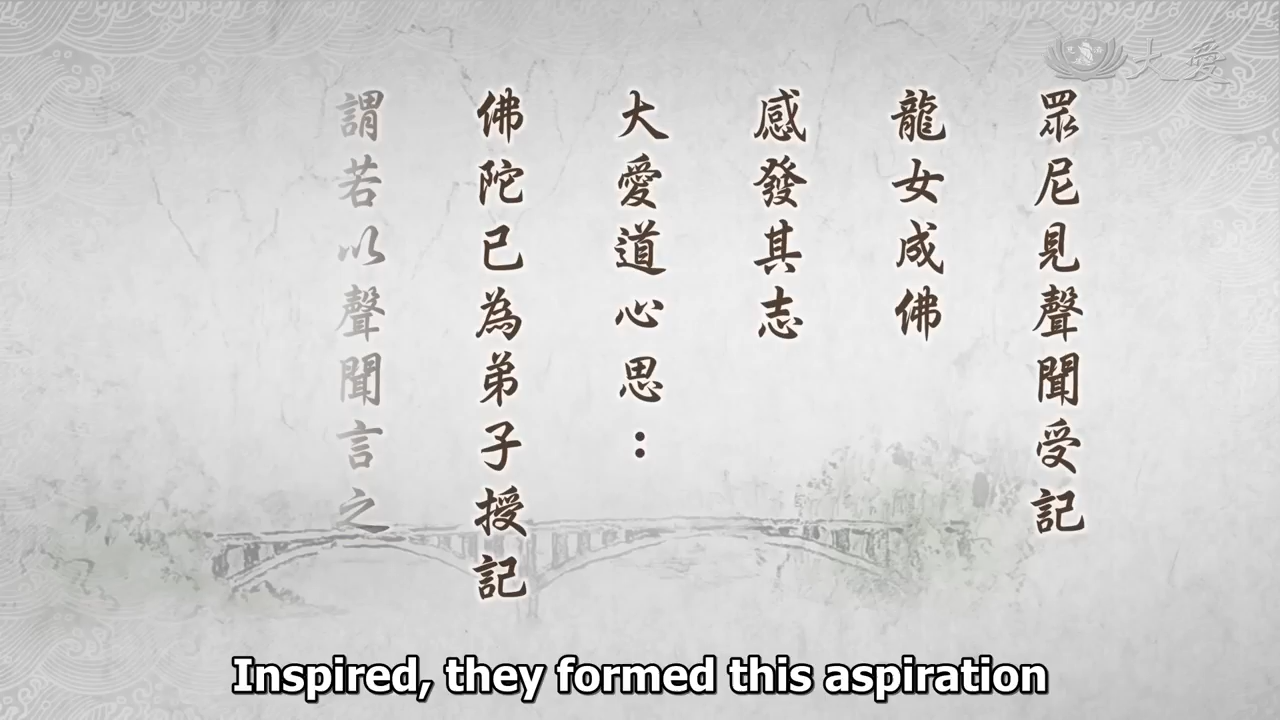 大愛
眾尼見聲聞受記
龍女成佛
感發其志
大愛道心思：
佛陀已為弟子授記
謂若以聲聞言之
Inspired, they formed this aspiration